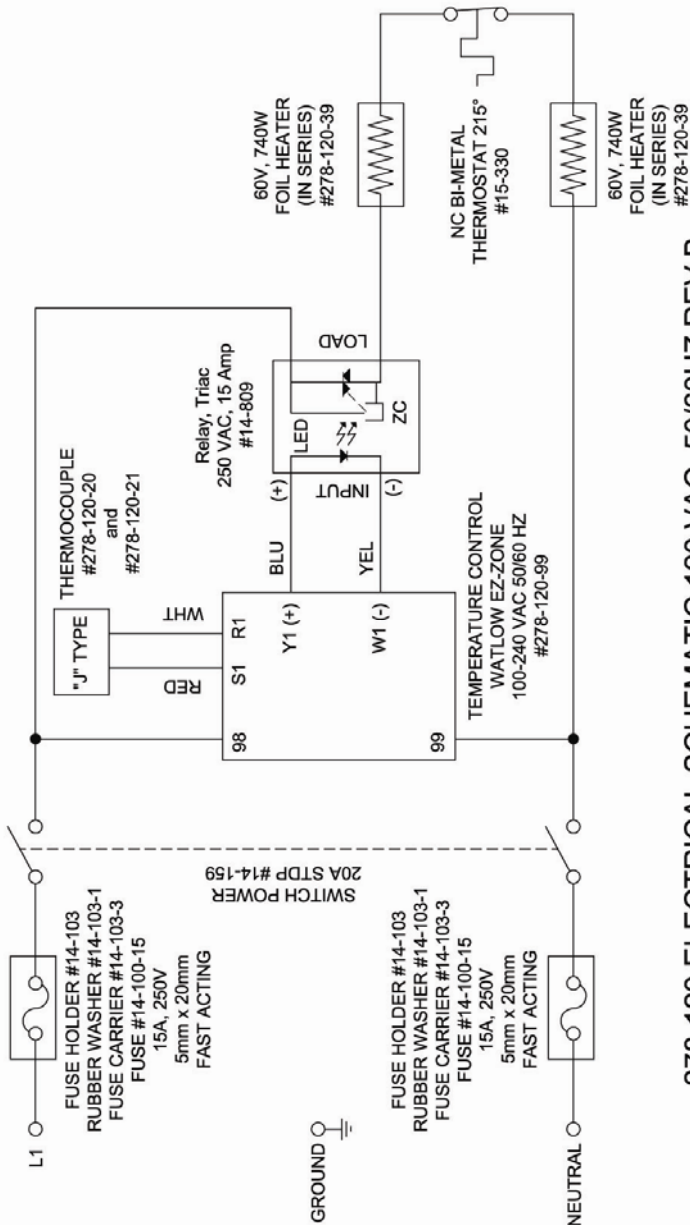 L1
FUSE HOLDER #14-103
RUBBER WASHER #14-103-1
FUSE CARRIER #14-103-3
FUSE #14-100-15
15A, 250V
5mm x 20mm
FAST ACTING
GROUND
NEUTRAL
FUSE HOLDER #14-103
RUBBER WASHER #14-103-1
FUSE CARRIER #14-103-3
FUSE #14-100-15
15A, 250V
5mm x 20mm
FAST ACTING
SWITCH POWER
20A STDP #14-159
THERMOCOUPLE
#278-120-20
and
#278-120-21
"J" TYPE
RED
WHT
98
S1
R1
Y1 (+)
W1 (-)
99
BLU
YEL
TEMPERATURE CONTROL
WATLOW EZ-ZONE
100-240 VAC 50/60 HZ
#278-120-99
Relay, Triac
250 VAC, 15 Amp
#14-809
(+)
INPUT
(-)
LED
ZC
LOAD
60V, 740W
FOIL HEATER
(IN SERIES)
#278-120-39
NC BI-METAL
THERMOSTAT 215°
#15-330
60V, 740W
FOIL HEATER
(IN SERIES)
#278-120-39
ELECTRICAL SCHEMATIC VAC, REV